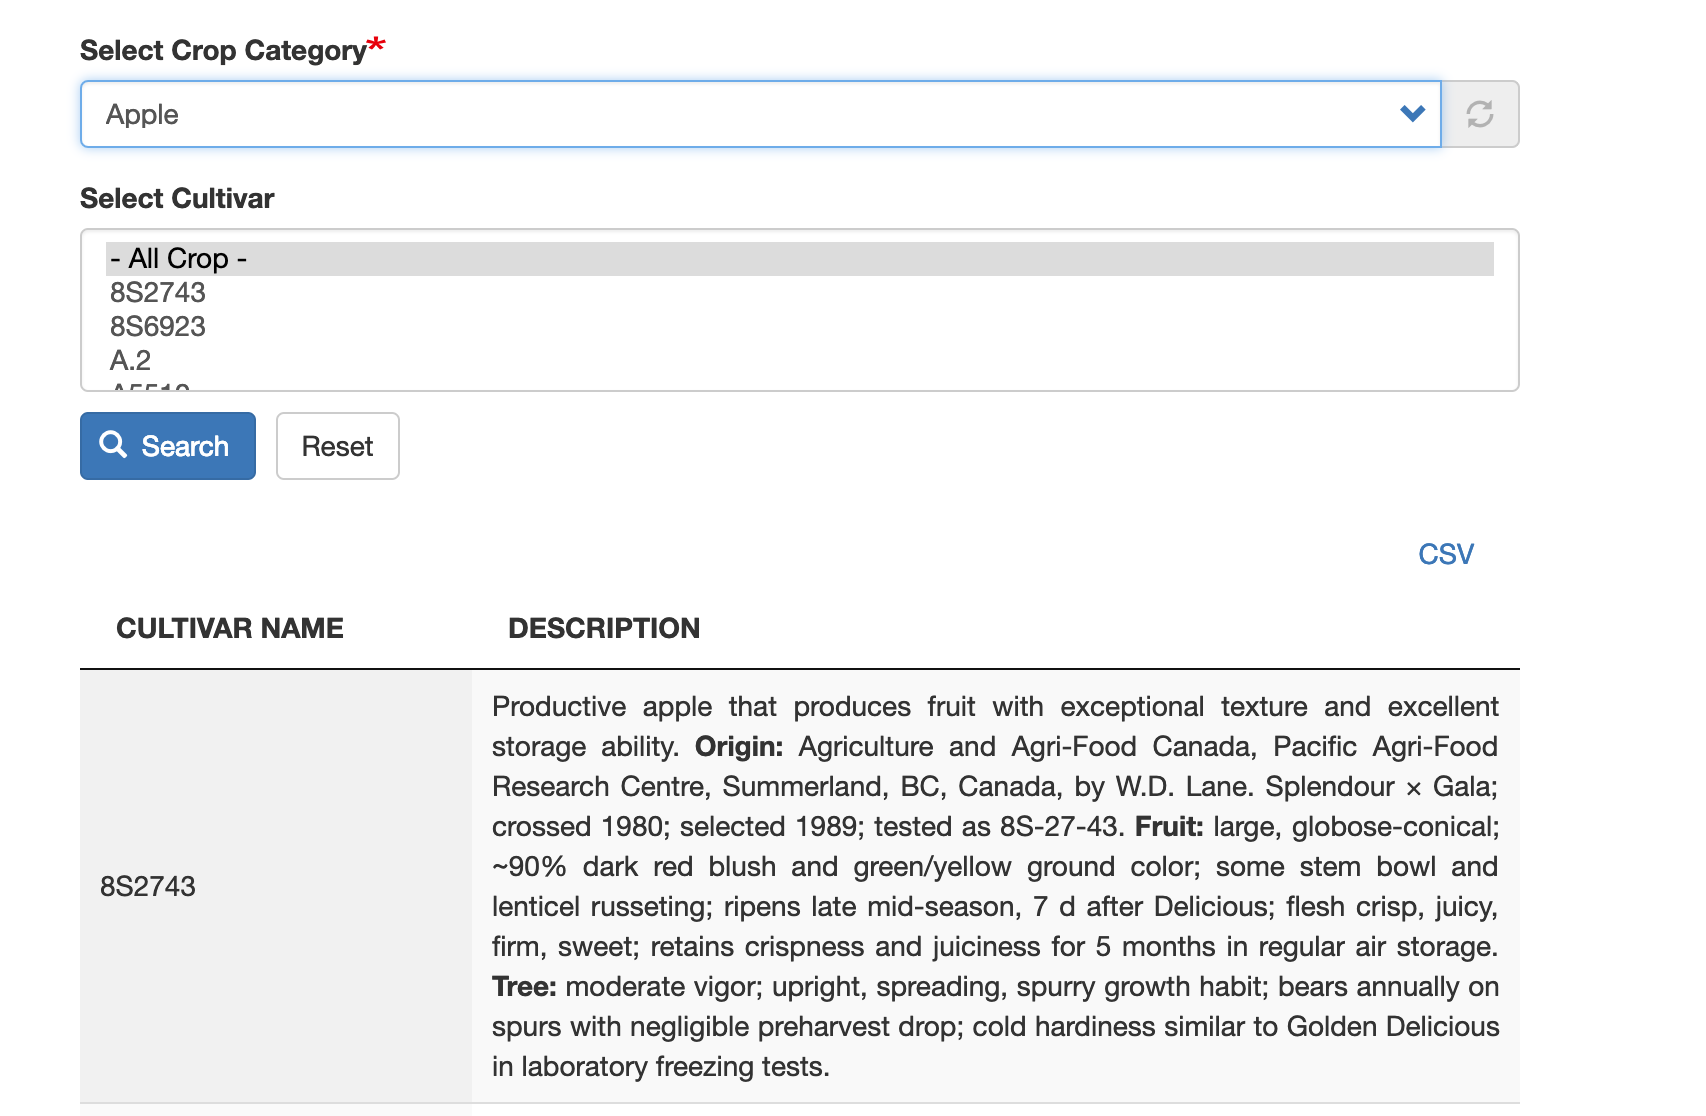 Select Crop Category*
Apple
Select Cultivar
- All Crop -
8S2743
8S6923
A.2
Search
Reset
CSV
CULTIVAR NAME
DESCRIPTION
8S2743
Productive apple that produces fruit with exceptional texture and excellent
storage ability. Origin: Agriculture and Agri-Food Canada, Pacific Agri-Food
Research Centre, Summerland, BC, Canada, by W.D. Lane. Splendour × Gala;
crossed 1980; selected 1989; tested as 8S-27-43. Fruit: large, globose-conical;
~90% dark red blush and green/yellow ground color; some stem bowl and
lenticel russeting; ripens late mid-season, 7 d after Delicious; flesh crisp, juicy,
firm, sweet; retains crispness and juiciness for 5 months in regular air storage.
Tree: moderate vigor; upright, spreading, spurry growth habit; bears annually on
spurs with negligible preharvest drop; cold hardiness similar to Golden Delicious
in laboratory freezing tests.